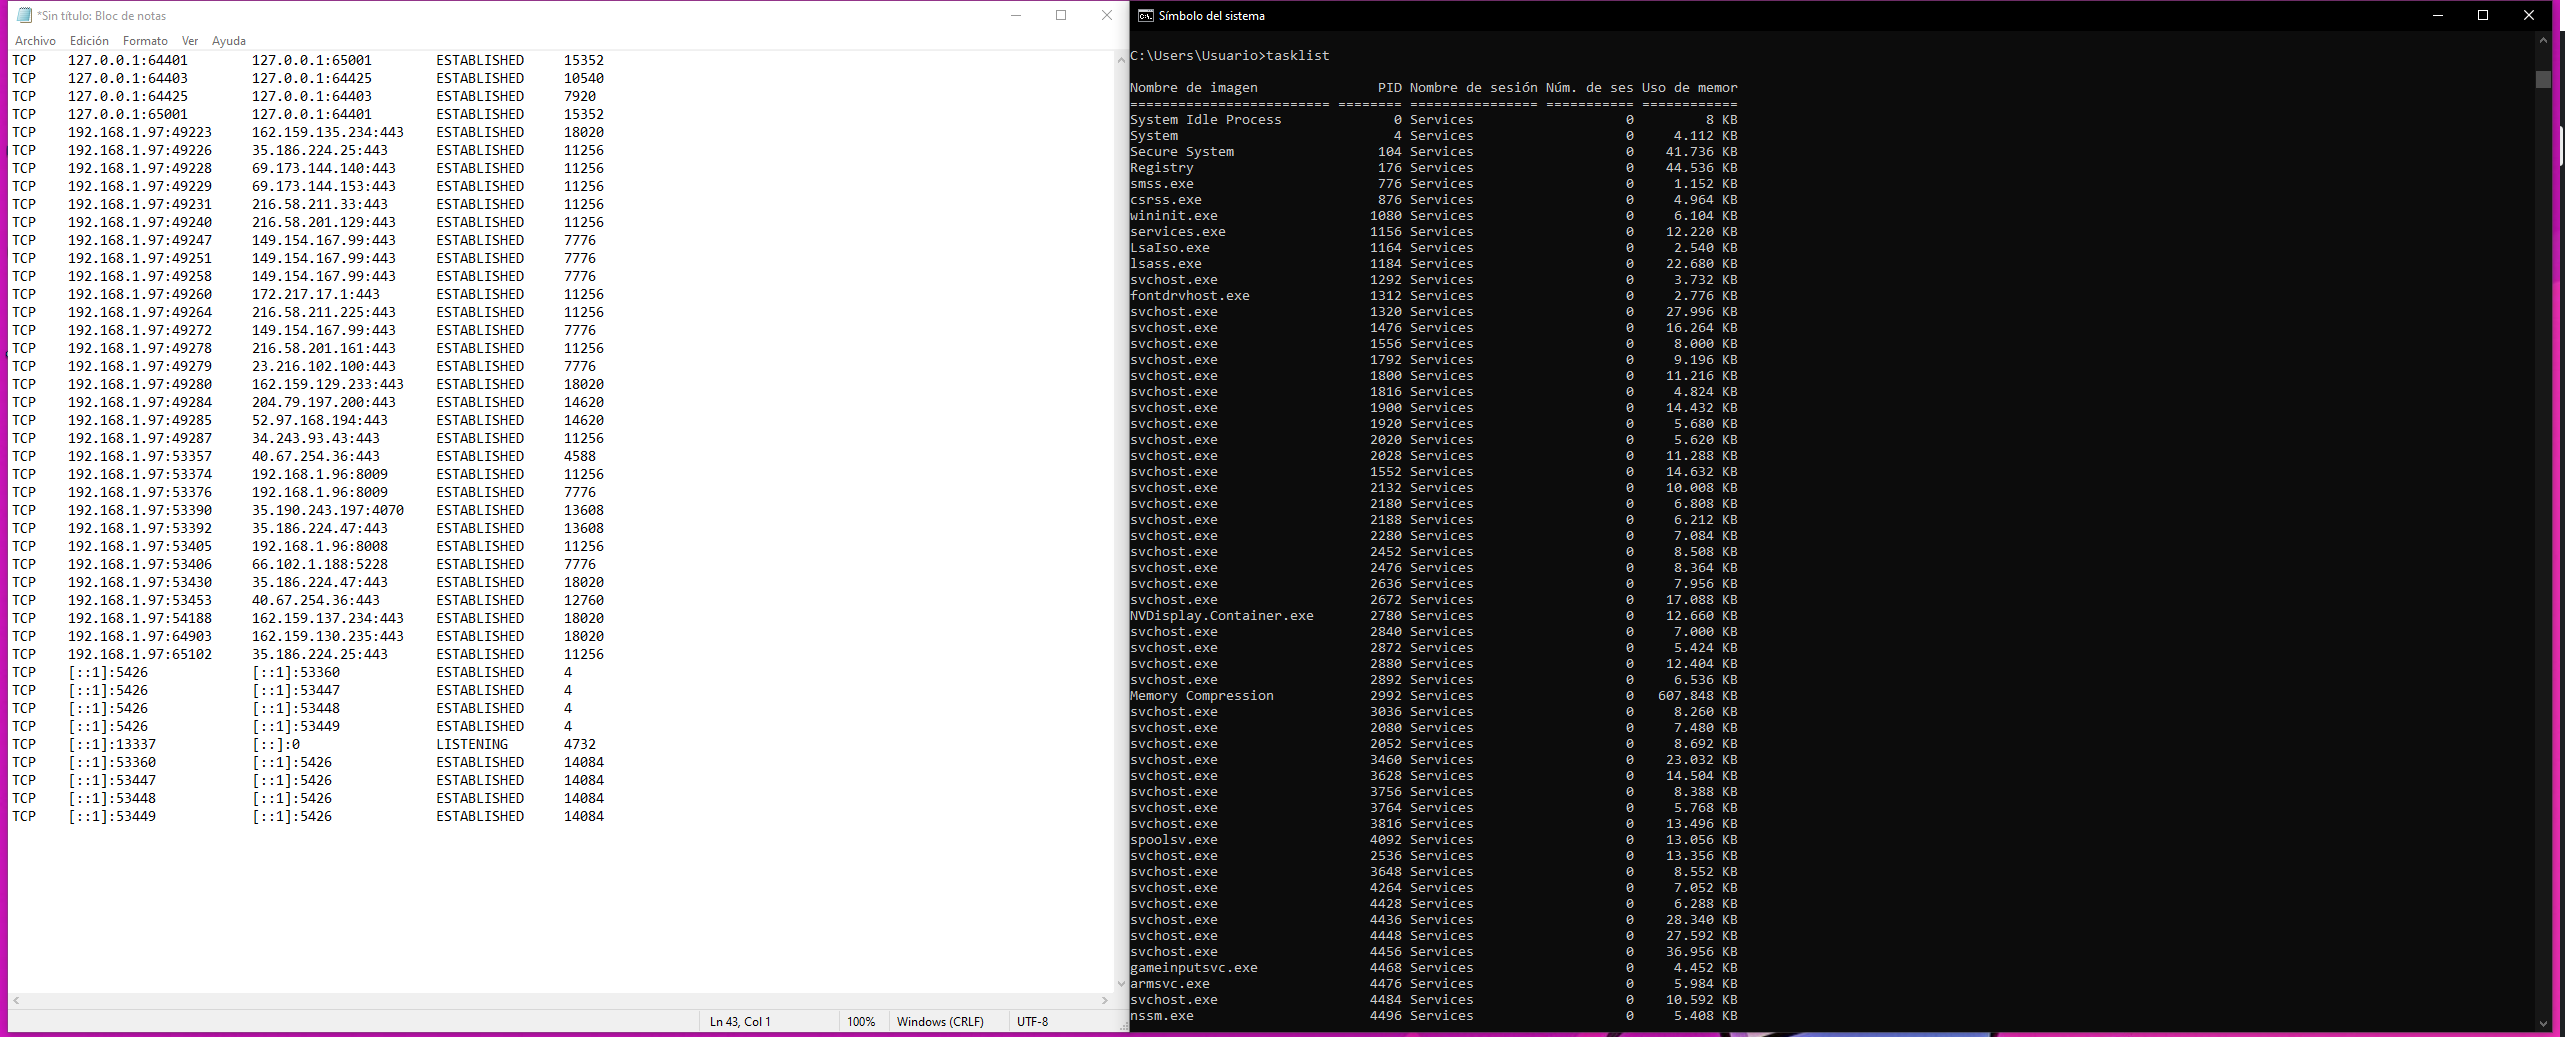 *Sin título: Bloc de notas
Archivo Edición Formato Ver Ayuda
TCP 127.0.0.1:64401 127.0.0.1:65001 ESTABLISHED 15352
TCP 127.0.0.1:64403 127.0.0.1:64425 ESTABLISHED 10540
TCP 127.0.0.1:64425 127.0.0.1:64403 ESTABLISHED 7920
TCP 127.0.0.1:65001 127.0.0.1:64401 ESTABLISHED 15352
TCP 192.168.1.97:49223 162.159.135.234:443 ESTABLISHED 18020
TCP 192.168.1.97:49226 35.186.224.25:443 ESTABLISHED 11256
TCP 192.168.1.97:49228 69.173.144.140:443 ESTABLISHED 11256
TCP 192.168.1.97:49229 69.173.144.153:443 ESTABLISHED 11256
TCP 192.168.1.97:49231 216.58.211.33:443 ESTABLISHED 11256
TCP 192.168.1.97:49240 216.58.201.129:443 ESTABLISHED 11256
TCP 192.168.1.97:49247 149.154.167.99:443 ESTABLISHED 7776
TCP 192.168.1.97:49251 149.154.167.99:443 ESTABLISHED 7776
TCP 192.168.1.97:49258 149.154.167.99:443 ESTABLISHED 7776
TCP 192.168.1.97:49260 172.217.17.1:443 ESTABLISHED 11256
TCP 192.168.1.97:49264 216.58.211.225:443 ESTABLISHED 11256
TCP 192.168.1.97:49272 149.154.167.99:443 ESTABLISHED 7776
TCP 192.168.1.97:49278 216.58.201.161:443 ESTABLISHED 11256
TCP 192.168.1.97:49279 23.216.102.100:443 ESTABLISHED 7776
TCP 192.168.1.97:49280 162.159.129.233:443 ESTABLISHED 18020
TCP 192.168.1.97:49284 204.79.197.200:443 ESTABLISHED 14620
TCP 192.168.1.97:49285 52.97.168.194:443 ESTABLISHED 14620
TCP 192.168.1.97:49287 34.243.93.43:443 ESTABLISHED 11256
TCP 192.168.1.97:53357 40.67.254.36:443 ESTABLISHED 4588
TCP 192.168.1.97:53374 192.168.1.96:8009 ESTABLISHED 11256
TCP 192.168.1.97:53376 192.168.1.96:8009 ESTABLISHED 7776
TCP 192.168.1.97:53390 35.190.243.197:4070 ESTABLISHED 13608
TCP 192.168.1.97:53392 35.186.224.47:443 ESTABLISHED 13608
TCP 192.168.1.97:53405 192.168.1.96:8008 ESTABLISHED 11256
TCP 192.168.1.97:53406 66.102.1.188:5228 ESTABLISHED 7776
TCP 192.168.1.97:53430 35.186.224.47:443 ESTABLISHED 18020
TCP 192.168.1.97:53453 40.67.254.36:443 ESTABLISHED 12760
TCP 192.168.1.97:54188 162.159.137.234:443 ESTABLISHED 18020
TCP 192.168.1.97:64903 162.159.130.235:443 ESTABLISHED 18020
TCP 192.168.1.97:65102 35.186.224.25:443 ESTABLISHED 11256
TCP [::1]:5426 [::1]:53360 ESTABLISHED 4
TCP [::1]:5426 [::1]:53447 ESTABLISHED 4
TCP [::1]:5426 [::1]:53448 ESTABLISHED 4
TCP [::1]:5426 [::1]:53449 ESTABLISHED 4
TCP [::1]:13337 [::]:0 LISTENING 4732
TCP [::1]:53360 [::1]:5426 ESTABLISHED 14084
TCP [::1]:53447 [::1]:5426 ESTABLISHED 14084
TCP [::1]:53448 [::1]:5426 ESTABLISHED 14084
TCP [::1]:53449 [::1]:5426 ESTABLISHED 14084
Ln 43, Col 1 100% Windows (CRLF) UTF-8
Símbolo del sistema
C:\Users\Usuario>tasklist
Nombre de imagen PID Nombre de sesión Núm. de ses Uso de memor
========================= ======== ================ =========== ============
System Idle Process 0 Services 0 8 KB
System 4 Services 0 4.112 KB
Secure System 104 Services 0 41.736 KB
Registry 176 Services 0 44.536 KB
smss.exe 776 Services 0 1.152 KB
csrss.exe 876 Services 0 4.964 KB
wininit.exe 1080 Services 0 6.104 KB
services.exe 1156 Services 0 12.220 KB
LsaIso.exe 1164 Services 0 2.540 KB
lsass.exe 1184 Services 0 22.680 KB
svchost.exe 1292 Services 0 3.732 KB
fontdrvhost.exe 1312 Services 0 2.776 KB
svchost.exe 1320 Services 0 27.996 KB
svchost.exe 1476 Services 0 16.264 KB
svchost.exe 1556 Services 0 8.000 KB
svchost.exe 1792 Services 0 9.196 KB
svchost.exe 1800 Services 0 11.216 KB
svchost.exe 1816 Services 0 4.824 KB
svchost.exe 1900 Services 0 14.432 KB
svchost.exe 1920 Services 0 5.680 KB
svchost.exe 2020 Services 0 5.620 KB
svchost.exe 2028 Services 0 11.288 KB
svchost.exe 1552 Services 0 14.632 KB
svchost.exe 2132 Services 0 10.008 KB
svchost.exe 2180 Services 0 6.808 KB
svchost.exe 2188 Services 0 6.212 KB
svchost.exe 2280 Services 0 7.084 KB
svchost.exe 2452 Services 0 8.508 KB
svchost.exe 2476 Services 0 8.364 KB
svchost.exe 2636 Services 0 7.956 KB
svchost.exe 2672 Services 0 17.088 KB
NVDisplay.Container.exe 2780 Services 0 12.660 KB
svchost.exe 2840 Services 0 7.000 KB
svchost.exe 2872 Services 0 5.424 KB
svchost.exe 2880 Services 0 12.404 KB
svchost.exe 2892 Services 0 6.536 KB
Memory Compression 2992 Services 0 607.848 KB
svchost.exe 3036 Services 0 8.260 KB
svchost.exe 2080 Services 0 7.480 KB
svchost.exe 2052 Services 0 8.692 KB
svchost.exe 3460 Services 0 23.032 KB
svchost.exe 3628 Services 0 14.504 KB
svchost.exe 3756 Services 0 8.388 KB
svchost.exe 3764 Services 0 5.768 KB
svchost.exe 3816 Services 0 13.496 KB
spoolsv.exe 4092 Services 0 13.056 KB
svchost.exe 2536 Services 0 13.356 KB
svchost.exe 3648 Services 0 8.552 KB
svchost.exe 4264 Services 0 7.052 KB
svchost.exe 4428 Services 0 6.288 KB
svchost.exe 4436 Services 0 28.340 KB
svchost.exe 4448 Services 0 27.592 KB
svchost.exe 4456 Services 0 36.956 KB
gameinputsvc.exe 4468 Services 0 4.452 KB
armsvc.exe 4476 Services 0 5.984 KB
svchost.exe 4484 Services 0 10.592 KB
nssm.exe 4496 Services 0 5.408 KB